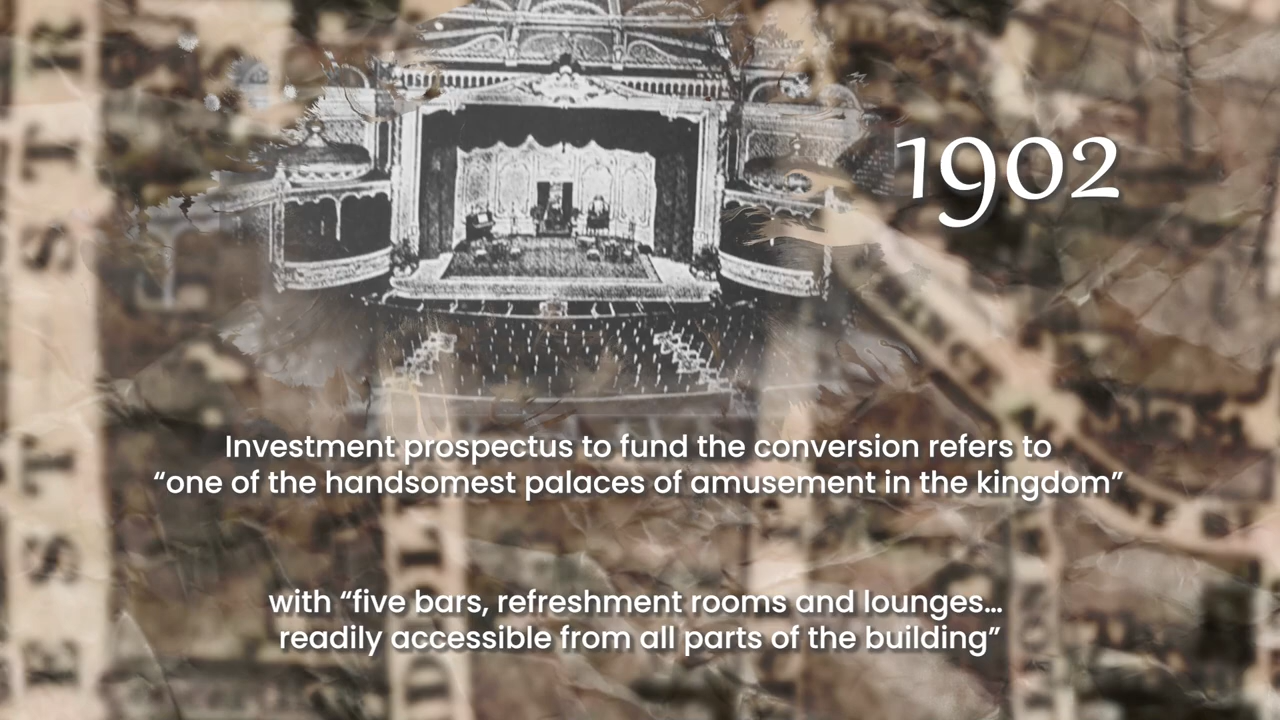 1902
Investment prospectus to fund the conversion refers to
“one of the handsomest palaces of amusement in the kingdom”
with “five bars, refreshment rooms and lounges...
readily accessible from all parts of the building”